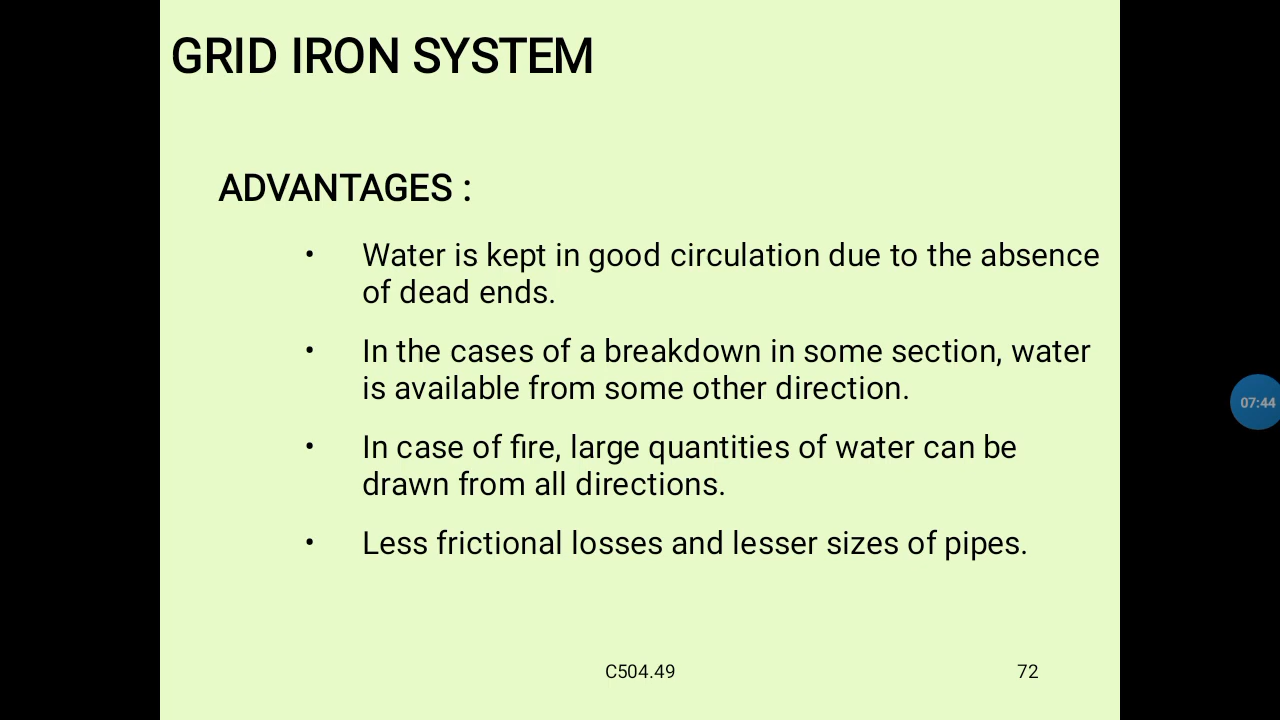 GRID IRON SYSTEM
ADVANTAGES :
• Water is kept in good circulation due to the absence
of dead ends.
• In the cases of a breakdown in some section, water
is available from some other direction.
• In case of fire, large quantities of water can be
drawn from all directions.
• Less frictional losses and lesser sizes of pipes.
07:44
C504.49
72